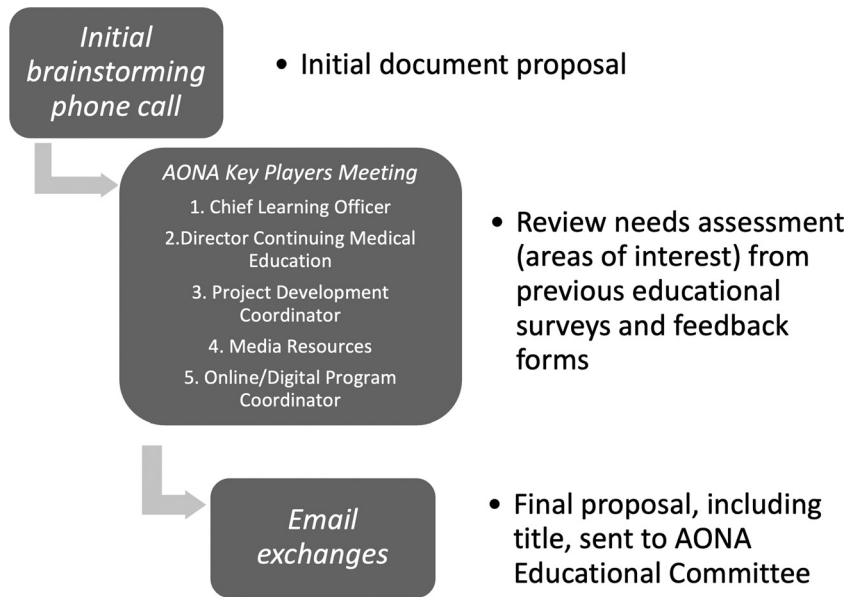 Initial
brainstorming
phone call
• Initial document proposal
AONA Key Players Meeting
1. Chief Learning Officer
2.Director Continuing Medical
Education
3. Project Development
Coordinator
4. Media Resources
5. Online/Digital Program
Coordinator
• Review needs assessment
(areas of interest) from
previous educational
surveys and feedback
forms
Email
exchanges
• Final proposal, including
title, sent to AONA
Educational Committee